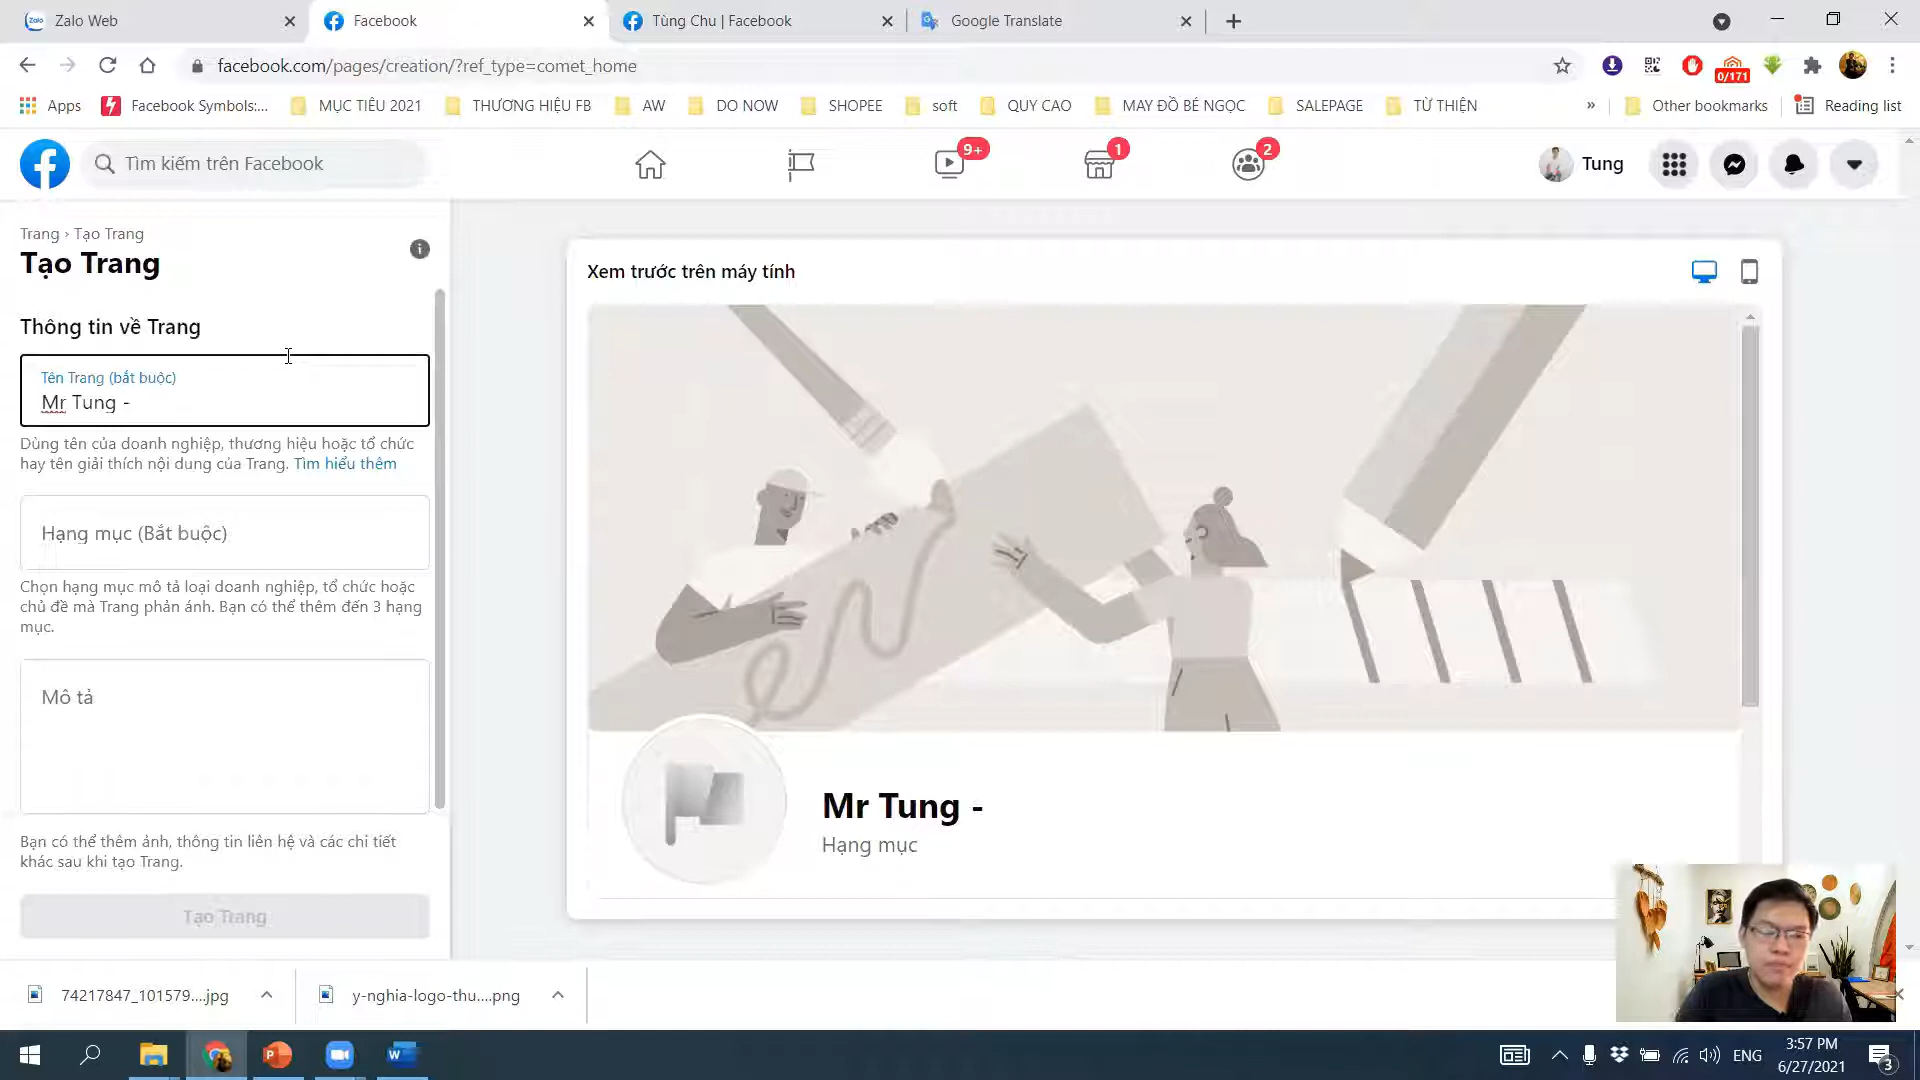 Zalo Web
Facebook
Tùng Chu | Facebook
Google Translate
facebook.com/pages/creation/?ref_type=comet_home
0/171
Apps
Facebook Symbols:...
MỤC TIÊU 2021
THƯƠNG HIỆU FB
AW
DO NOW
SHOPEE
soft
QUY CAO
MAY ĐỒ BÉ NGỌC
SALEPAGE
TỪ THIỆN
»
Other bookmarks
Reading list
Tìm kiếm trên Facebook
9+
1
2
Tung
Trang › Tạo Trang
Tạo Trang
Thông tin về Trang
Tên Trang (bắt buộc)
Mr Tung -
Dùng tên của doanh nghiệp, thương hiệu hoặc tổ chức
hay tên giải thích nội dung của Trang. Tìm hiểu thêm
Hạng mục (Bắt buộc)
Chọn hạng mục mô tả loại doanh nghiệp, tổ chức hoặc
chủ đề mà Trang phản ánh. Bạn có thể thêm đến 3 hạng
mục.
Mô tả
Bạn có thể thêm ảnh, thông tin liên hệ và các chi tiết
khác sau khi tạo Trang.
Tạo Trang
Xem trước trên máy tính
Mr Tung -
Hạng mục
74217847_101579....jpg
y-nghia-logo-thu....png
ENG
3:57 PM
6/27/2021
3